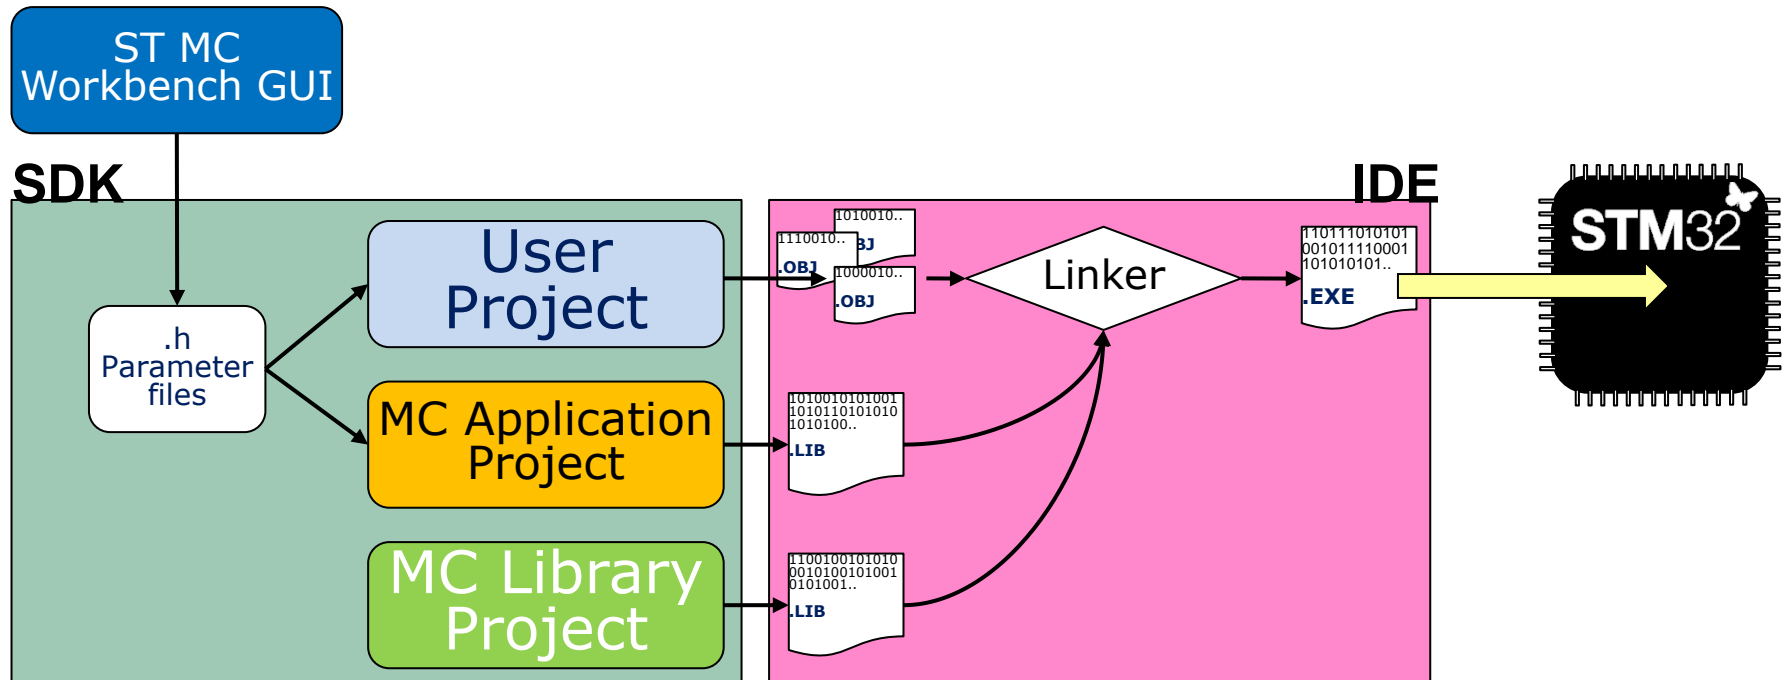 ST MC
Workbench GUI
SDK
IDE
.h
Parameter
files
User
Project
MC Application
Project
MC Library
Project
1010010..
BJ
1110010..
.OBJ
1000010..
.OBJ
Linker
110111010101
001011110001
101010101..
.EXE
STM32
1010010101001
1010110101010
1010100..
.LIB
1100100101010
0010100101001
0101001..
.LIB